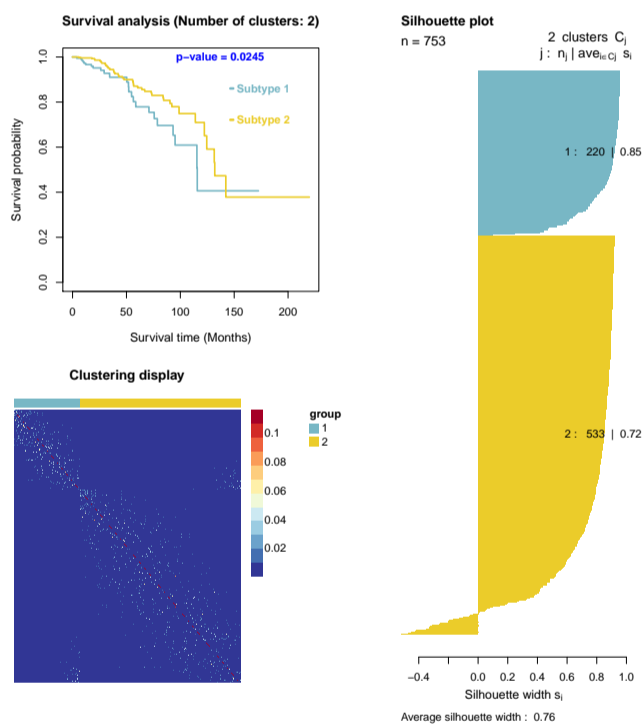 Survival analysis (Number of clusters: 2)
p-value = 0.0245
Subtype 1
Subtype 2
Survival probability
1.0
0.8
0.6
0.4
0.2
0.0
0 50 100 150 200
Survival time (Months)
Clustering display
0.1
0.08
0.06
0.04
0.02
group
1
2
Silhouette plot
n = 753
2 clusters Cj
j : nj | avei∈Cj si
1 : 220 | 0.85
2 : 533 | 0.72
−0.4 0.0 0.2 0.4 0.6 0.8 1.0
Silhouette width si
Average silhouette width : 0.76